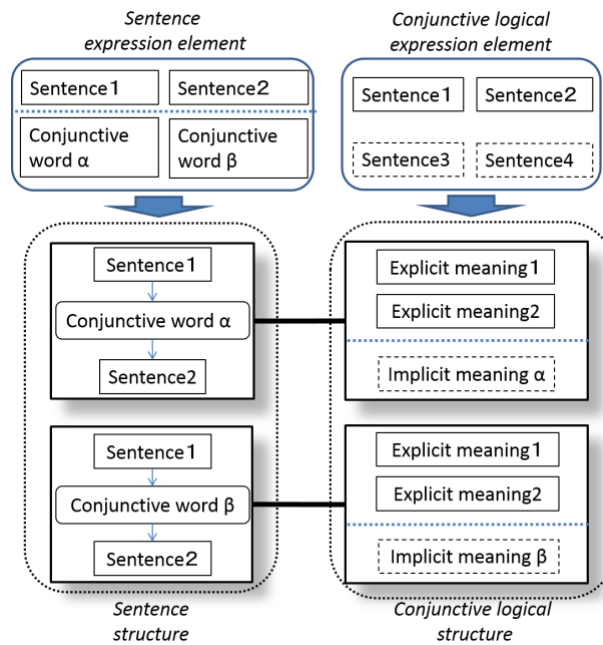 Sentence
expression element
Conjunctive logical
expression element
Sentence1
Sentence2
Conjunctive
word α
Conjunctive
word β
Sentence1
Sentence2
Sentence3
Sentence4
Sentence1
Conjunctive word α
Sentence2
Explicit meaning1
Explicit meaning2
Implicit meaning α
Sentence1
Conjunctive word β
Sentence2
Explicit meaning1
Explicit meaning2
Implicit meaning β
Sentence
structure
Conjunctive logical
structure